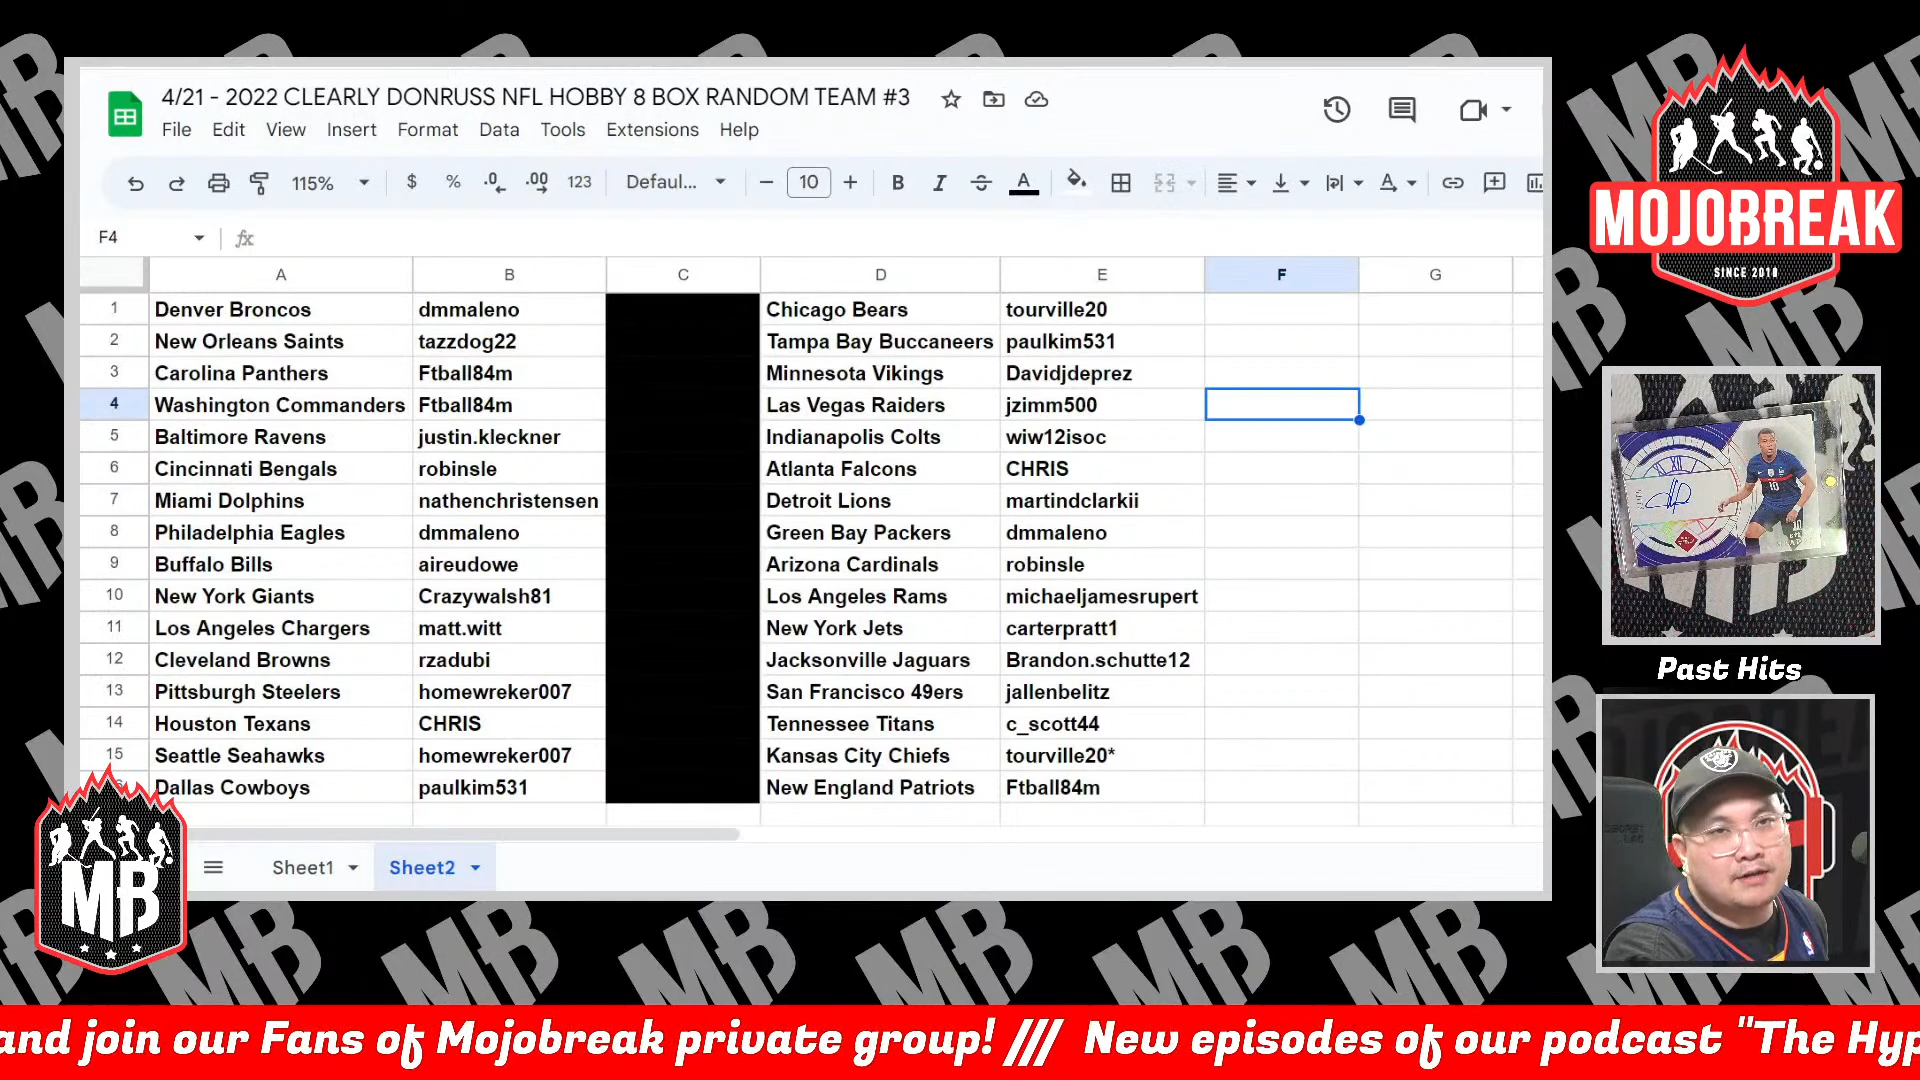 4/21 - 2022 CLEARLY DONRUSS NFL HOBBY 8 BOX RANDOM TEAM #3
File Edit View Insert Format Data Tools Extensions Help
115% $ % .0 .00 123 Defaul... 10 B I A
F4 fx
A B C D E F G
1 Denver Broncos dmmaleno Chicago Bears tourville20
2 New Orleans Saints tazzdog22 Tampa Bay Buccaneers paulkim531
3 Carolina Panthers Ftball84m Minnesota Vikings Davidjdeprez
4 Washington Commanders Ftball84m Las Vegas Raiders jzimm500
5 Baltimore Ravens justin.kleckner Indianapolis Colts wiw12isoc
6 Cincinnati Bengals robinsle Atlanta Falcons CHRIS
7 Miami Dolphins nathenchristensen Detroit Lions martindclarkii
8 Philadelphia Eagles dmmaleno Green Bay Packers dmmaleno
9 Buffalo Bills aireudowe Arizona Cardinals robinsle
10 New York Giants Crazywalsh81 Los Angeles Rams michaeljamesrupert
11 Los Angeles Chargers matt.witt New York Jets carterpratt1
12 Cleveland Browns rzadubi Jacksonville Jaguars Brandon.schutte12
13 Pittsburgh Steelers homewreker007 San Francisco 49ers jallenbelitz
14 Houston Texans CHRIS Tennessee Titans c_scott44
15 Seattle Seahawks homewreker007 Kansas City Chiefs tourville20*
Dallas Cowboys paulkim531 New England Patriots Ftball84m
Sheet1 Sheet2
MOJOBREAK
SINCE 2010
Past Hits
MB
and join our Fans of Mojobreak private group! /// New episodes of our podcast "The Hyp